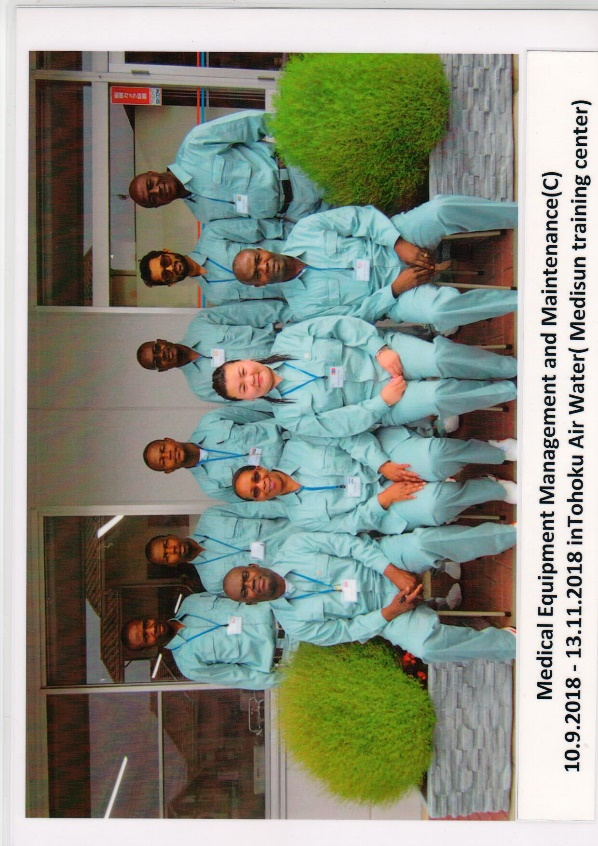 Medical Equipment Management and Maintenance(C)
10.9.2018 - 13.11.2018 inTohoku Air Water( Medisun training center)